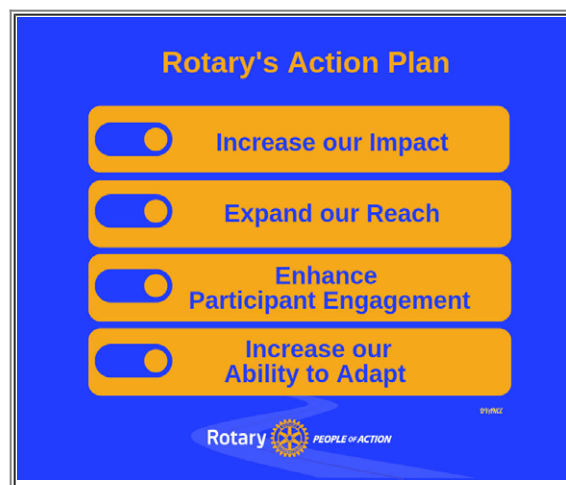 Rotary's Action Plan
Increase our Impact
Expand our Reach
Enhance
Participant Engagement
Increase our
Ability to Adapt
Rotary PEOPLE OF ACTION